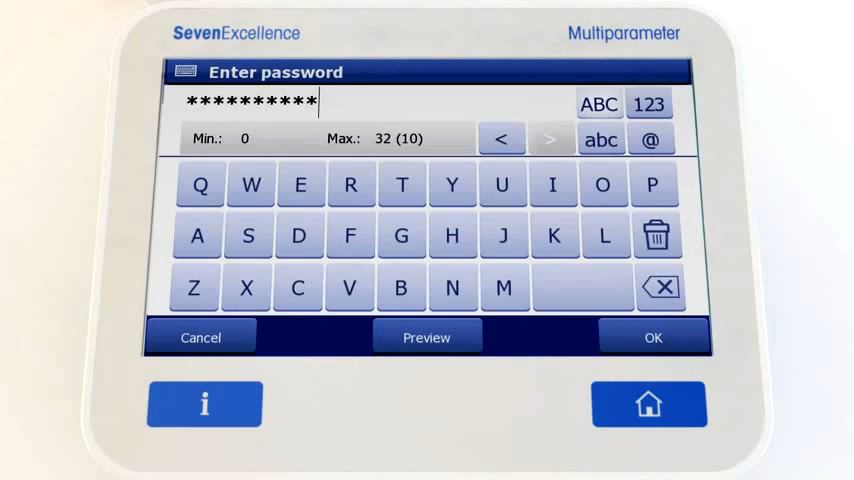 SevenExcellence Multiparameter
Enter password
********** ABC 123
Min.: 0 Max.: 32 (10) < > abc @
Q W E R T Y U I O P
A S D F G H J K L
Z X C V B N M
Cancel Preview OK
i